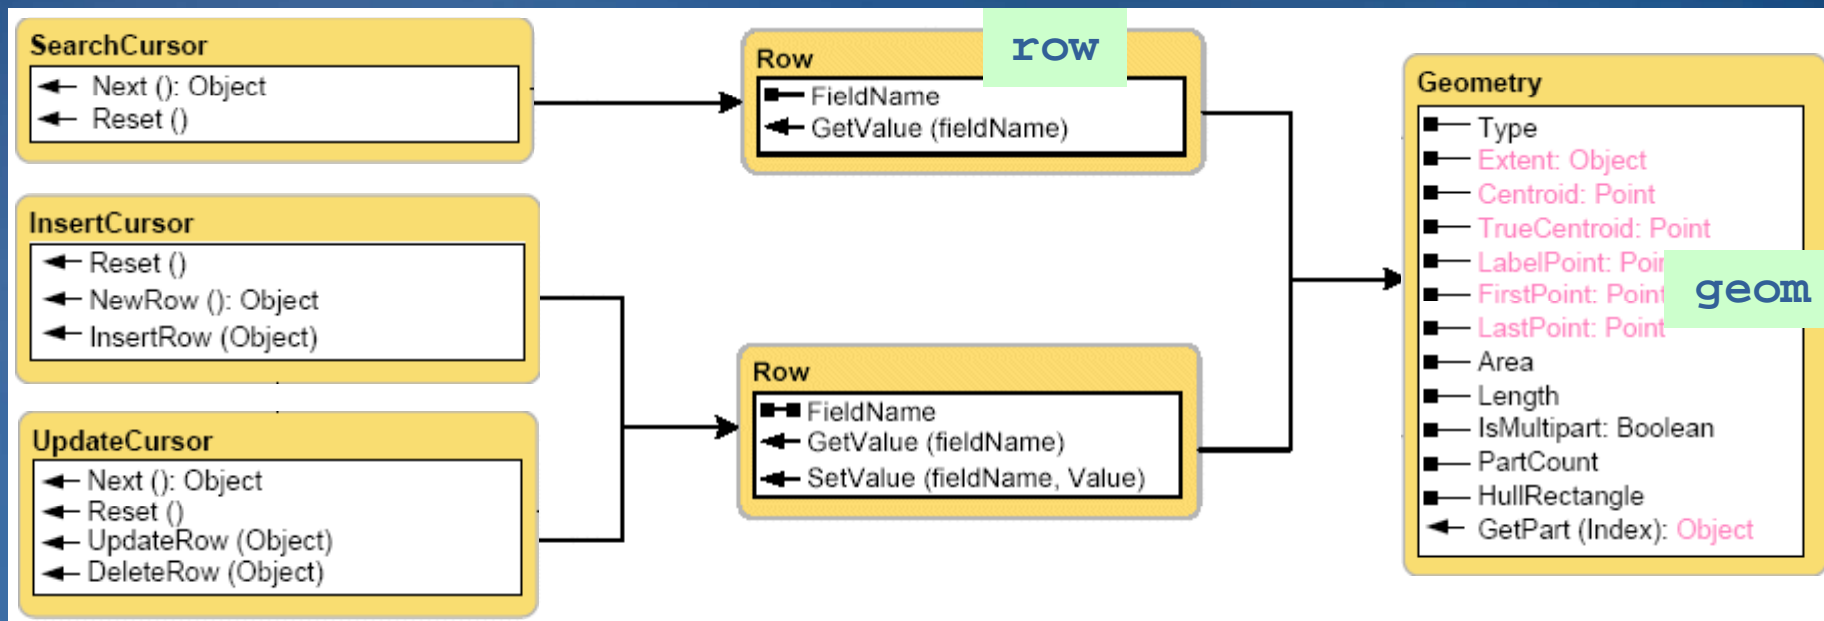 SearchCursor
Next (): Object
Reset ()
InsertCursor
Reset ()
NewRow (): Object
InsertRow (Object)
UpdateCursor
Next (): Object
Reset ()
UpdateRow (Object)
DeleteRow (Object)
Row
row
FieldName
GetValue (fieldName)
Row
FieldName
GetValue (fieldName)
SetValue (fieldName, Value)
Geometry
Type
Extent: Object
Centroid: Point
TrueCentroid: Point
LabelPoint: Poin
FirstPoint: Point
LastPoint: Point
geom
Area
Length
IsMultipart: Boolean
PartCount
HullRectangle
GetPart (Index): Object